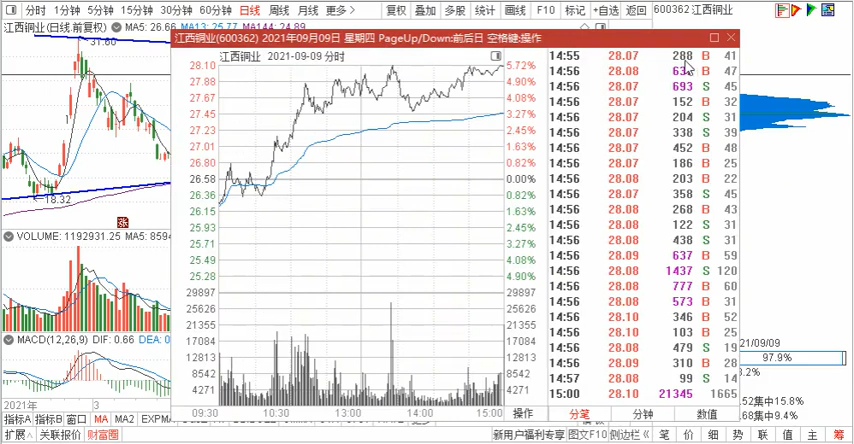 分时 1分钟 5分钟 15分钟 30分钟 60分钟 日线 周线 月线 更多 > 复权 叠加 多股 统计 画线 F10 标记 +自选 返回 600362 江西铜业
江西铜业(日线 前复权) MA5: 26.66 MA13: 25.77 MA144: 24.89
江西铜业(600362) 2021年09月09日 星期四 PageUp/Down:前后日 空格键:操作
江西铜业 2021-09-09 分时
31.60
18.32
涨
28.10 5.72%
27.88 4.90%
27.67 4.08%
27.45 3.27%
27.23 2.45%
27.01 1.63%
26.80 0.82%
26.58 0.00%
26.36 0.82%
26.15 1.63%
25.93 2.45%
25.71 3.27%
25.49 4.08%
25.28 4.90%
29897 29897
25626 25626
21355 21355
17084 17084
12813 12813
8542 8542
4271 4271
09:30 10:30 13:00 14:00 15:00 操作
14:55 28.07 288 B 41
14:56 28.08 B 47
14:56 28.07 693 S 45
14:56 28.07 152 B 32
14:56 28.07 204 S 31
14:56 28.07 338 S 39
14:56 28.07 452 B 48
14:56 28.07 186 B 25
14:56 28.08 203 B 22
14:56 28.07 358 S 45
14:56 28.08 268 B 43
14:56 28.08 122 S 31
14:56 28.08 438 S 31
14:56 28.09 637 B 59
14:56 28.08 1437 S 120
14:56 28.08 777 B 60
14:56 28.09 573 B 31
14:56 28.10 346 B 52
14:56 28.10 103 B 25
14:56 28.08 479 S 19
14:56 28.09 310 B 28
14:57 28.08 99 S 14
15:00 28.10 21345 1665
分笔 分钟 数值
VOLUME: 1192931.25 MA5: 8594
MACD(12,26,9) DIF: 0.66 DEA: 0
2021年 3
21/09/09
97.9%
3.2%
.52集中15.8%
.68集中9.4%
指标A 指标B 窗口 MA MA2 EXPMA
扩展∧ 关联报价 财富圈 新用户福利专享 图文F10 侧边栏《 笔 价 细 势 联 值 主 筹